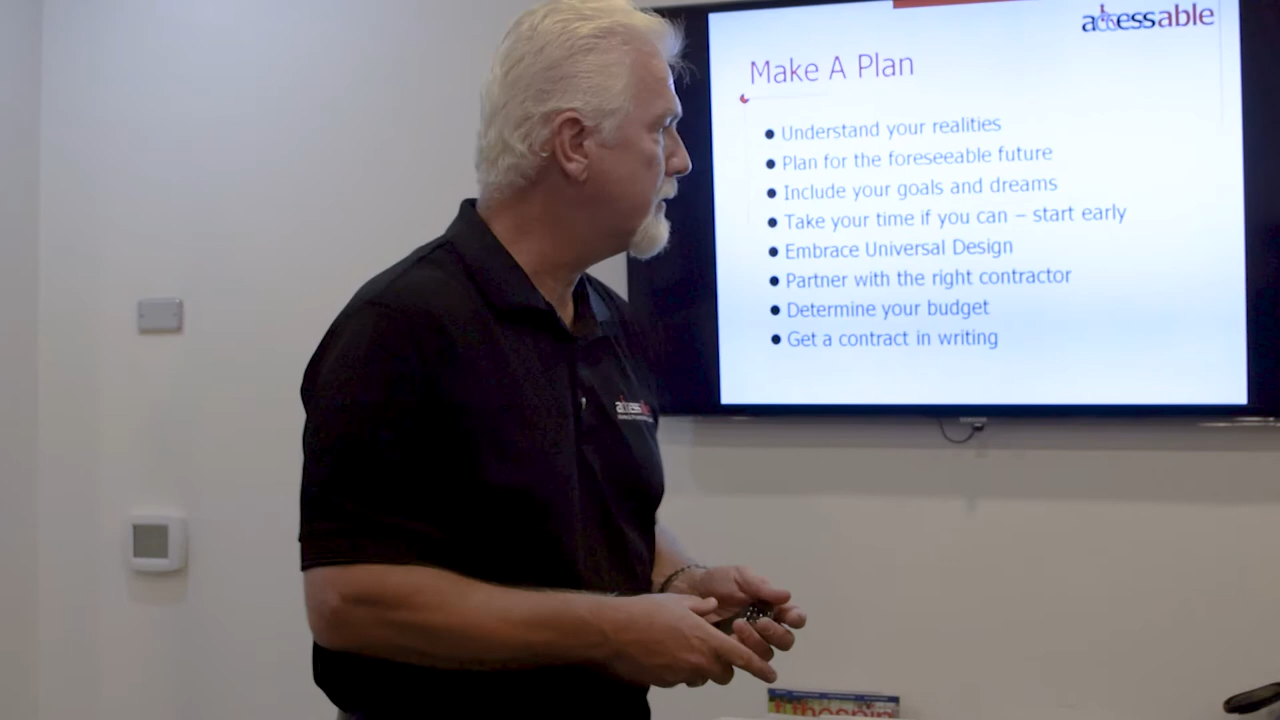 accessable
Make A Plan
Understand your realities
Plan for the foreseeable future
Include your goals and dreams
Take your time if you can – start early
Embrace Universal Design
Partner with the right contractor
Determine your budget
Get a contract in writing
accessable